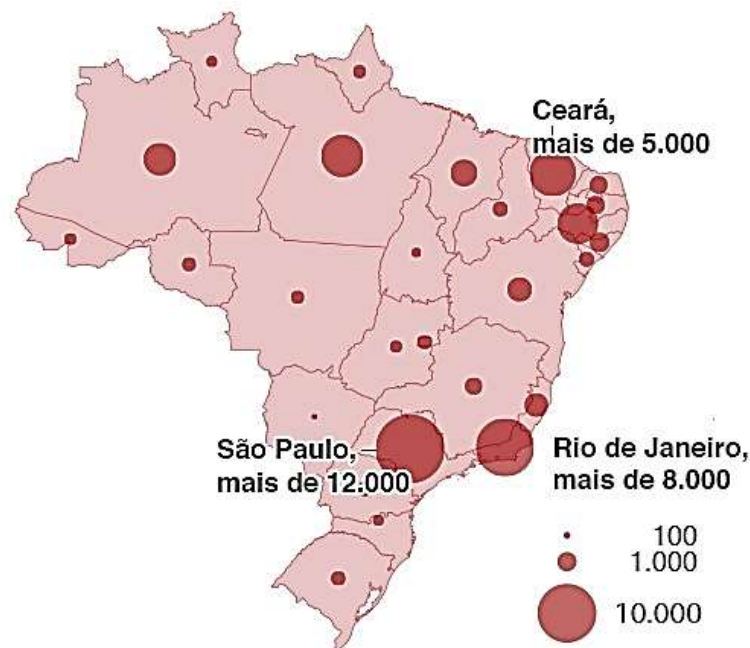 Ceará,
mais de 5.000
São Paulo,
mais de 12.000
Rio de Janeiro,
mais de 8.000
100
1.000
10.000